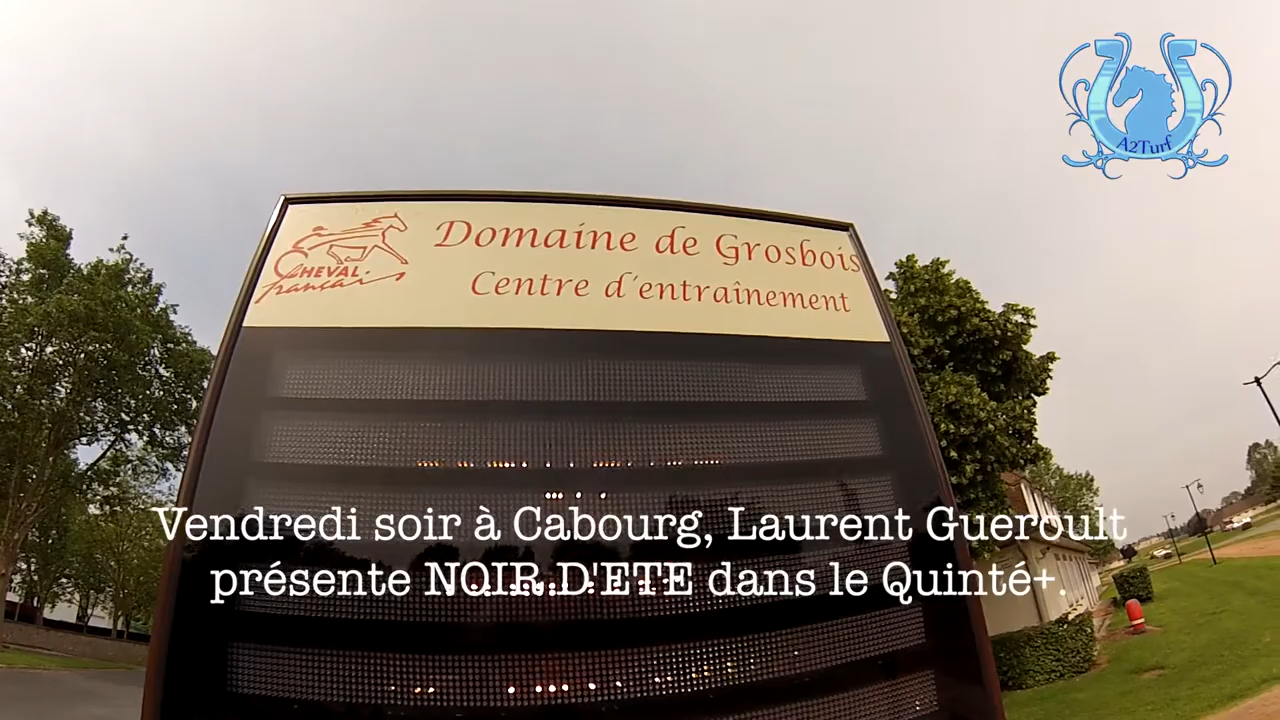 A2Turf
Domaine de Grosbois
CHEVAL
français
Centre d'entraînement
Vendredi soir à Cabourg, Laurent Gueroult
présente NOIR D'ETE dans le Quinté+.